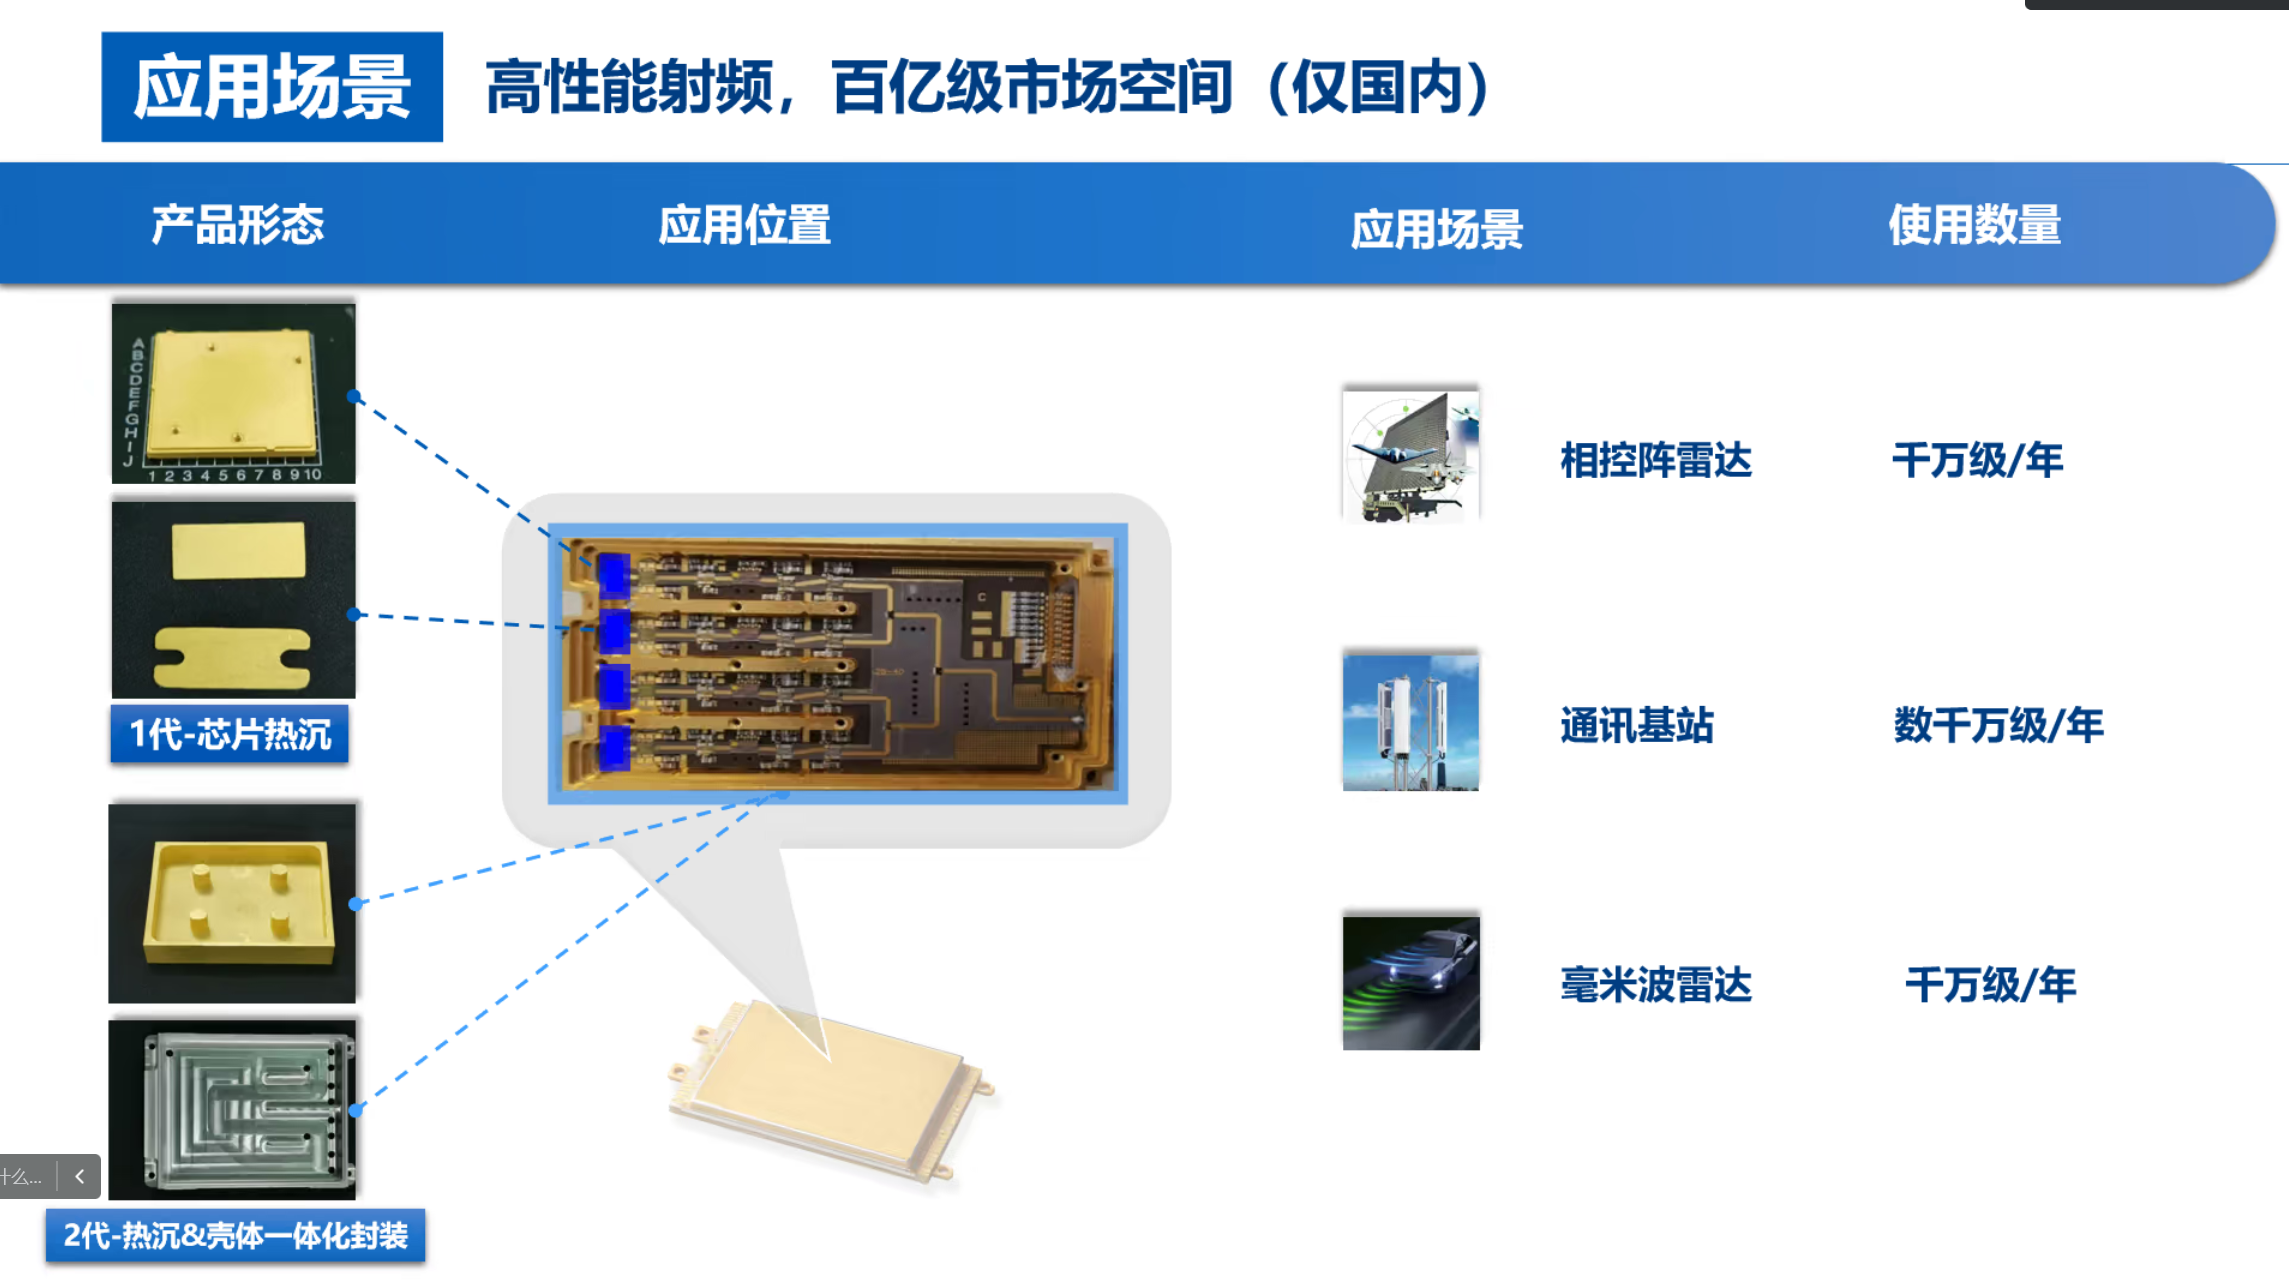 应用场景
高性能射频，百亿级市场空间（仅国内）
产品形态
应用位置
应用场景
使用数量
A
B
C
D
E
F
G
H
I
J
1 2 3 4 5 6 7 8 9 10
1代-芯片热沉
相控阵雷达
千万级/年
通讯基站
数千万级/年
毫米波雷达
千万级/年
什么...
2代-热沉&壳体一体化封装